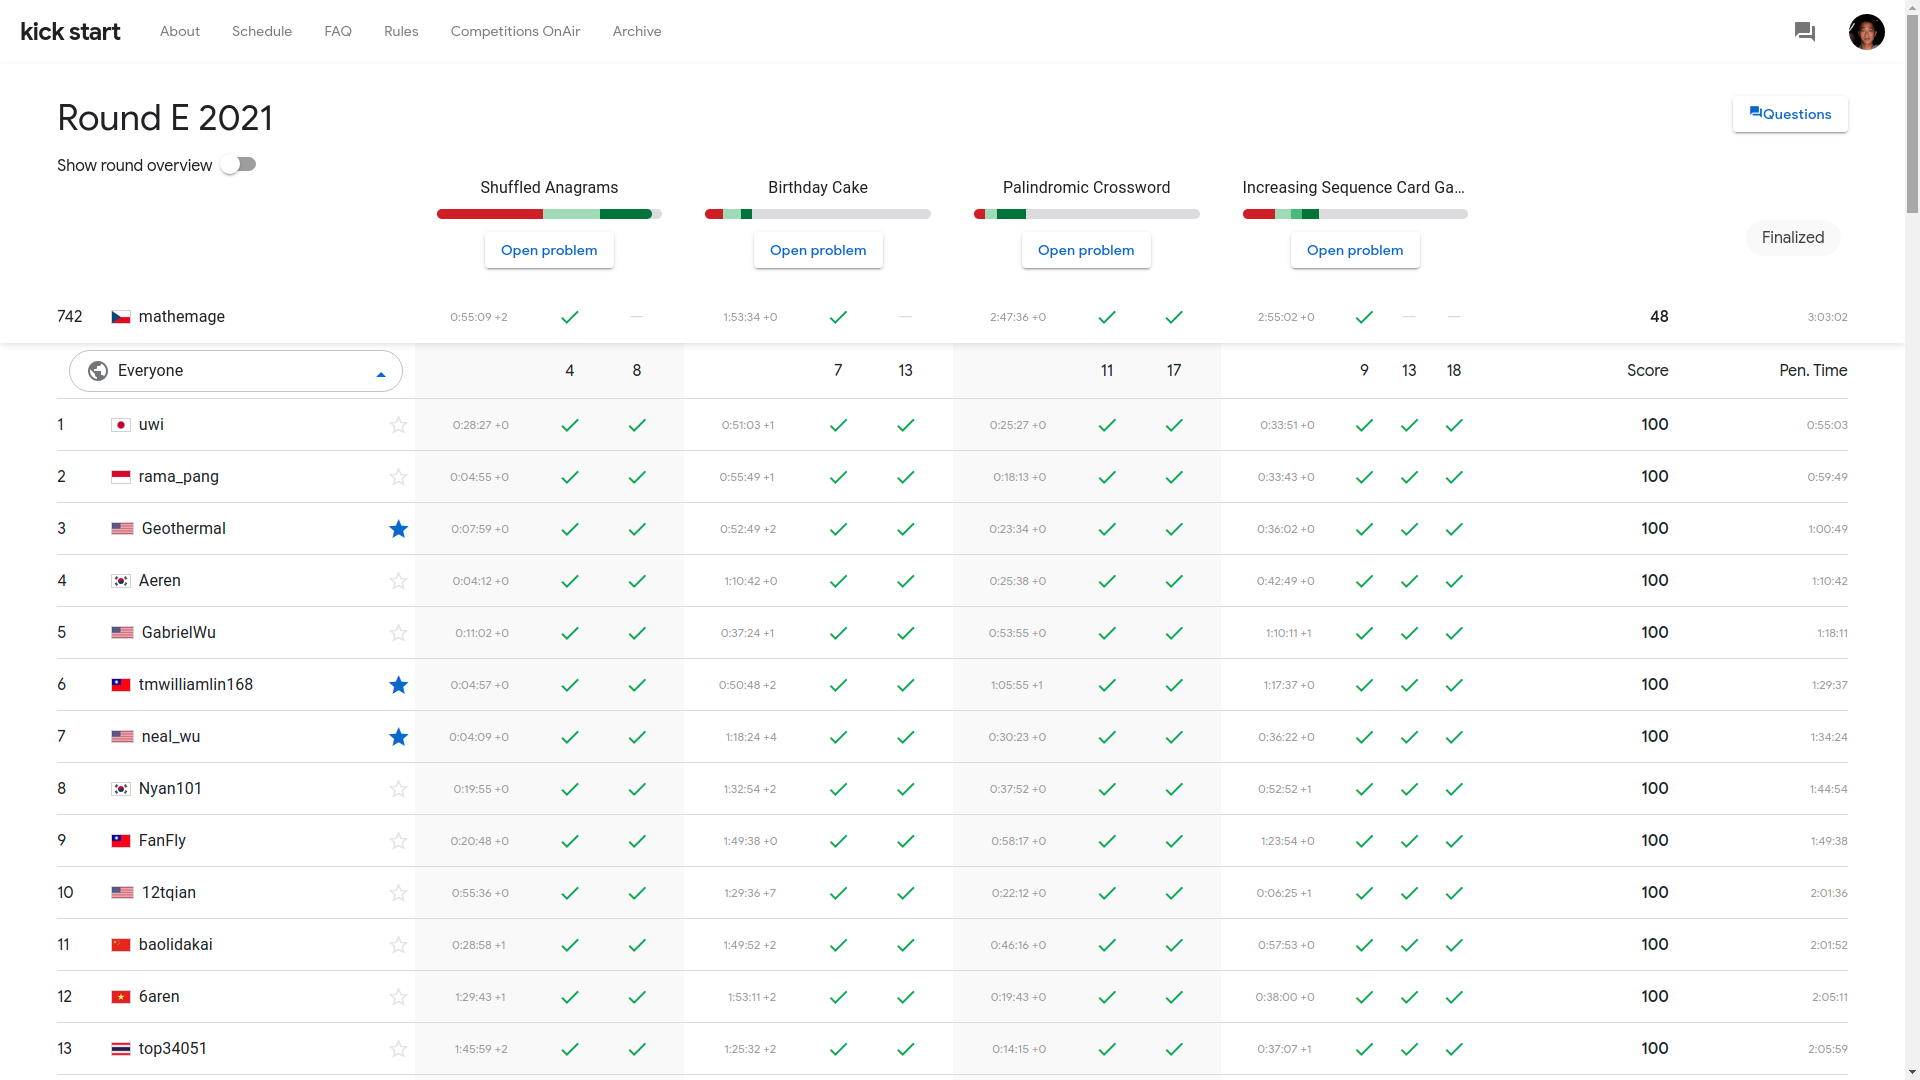 kick start About Schedule FAQ Rules Competitions OnAir Archive
Round E 2021
Questions
Show round overview
Shuffled Anagrams Birthday Cake Palindromic Crossword Increasing Sequence Card Ga...
Open problem Open problem Open problem Open problem
Finalized
742 mathemage 0:55:09 +2 1:53:34 +0 2:47:36 +0 2:55:02 +0 48 3:03:02
Everyone 4 8 7 13 11 17 9 13 18 Score Pen. Time
1 uwi 0:28:27 +0 0:51:03 +1 0:25:27 +0 0:33:51 +0 100 0:55:03
2 rama_pang 0:04:55 +0 0:55:49 +1 0:18:13 +0 0:33:43 +0 100 0:59:49
3 Geothermal 0:07:59 +0 0:52:49 +2 0:23:34 +0 0:36:02 +0 100 1:00:49
4 Aeren 0:04:12 +0 1:10:42 +0 0:25:38 +0 0:42:49 +0 100 1:10:42
5 GabrielWu 0:11:02 +0 0:37:24 +1 0:53:55 +0 1:10:11 +1 100 1:18:11
6 tmwilliamlin168 0:04:57 +0 0:50:48 +2 1:05:55 +1 1:17:37 +0 100 1:29:37
7 neal_wu 0:04:09 +0 1:18:24 +4 0:30:23 +0 0:36:22 +0 100 1:34:24
8 Nyan101 0:19:55 +0 1:32:54 +2 0:37:52 +0 0:52:52 +1 100 1:44:54
9 FanFly 0:20:48 +0 1:49:38 +0 0:58:17 +0 1:23:54 +0 100 1:49:38
10 12tqian 0:55:36 +0 1:29:36 +7 0:22:12 +0 0:06:25 +1 100 2:01:36
11 baolidakai 0:28:58 +1 1:49:52 +2 0:46:16 +0 0:57:53 +0 100 2:01:52
12 6aren 1:29:43 +1 1:53:11 +2 0:19:43 +0 0:38:00 +0 100 2:05:11
13 top34051 1:45:59 +2 1:25:32 +2 0:14:15 +0 0:37:07 +1 100 2:05:59